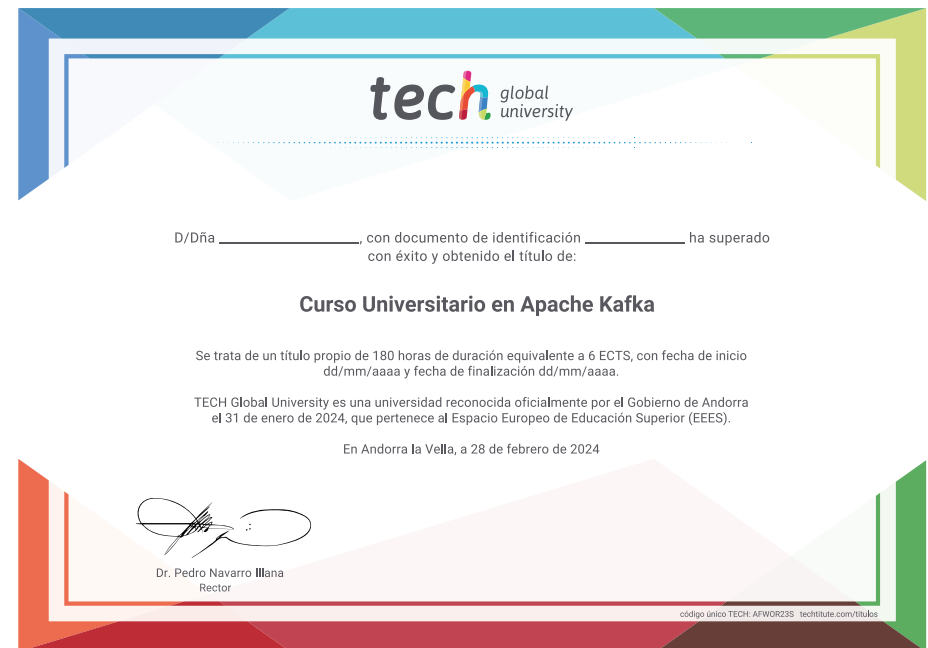 tech global university
D/Dña ____________________, con documento de identificación ______________ ha superado
con éxito y obtenido el título de:
Curso Universitario en Apache Kafka
Se trata de un título propio de 180 horas de duración equivalente a 6 ECTS, con fecha de inicio
dd/mm/aaaa y fecha de finalización dd/mm/aaaa.
TECH Global University es una universidad reconocida oficialmente por el Gobierno de Andorra
el 31 de enero de 2024, que pertenece al Espacio Europeo de Educación Superior (EEES).
En Andorra la Vella, a 28 de febrero de 2024
Dr. Pedro Navarro Illana
Rector
código único TECH: AFWOR23S techtitute.com/titulos